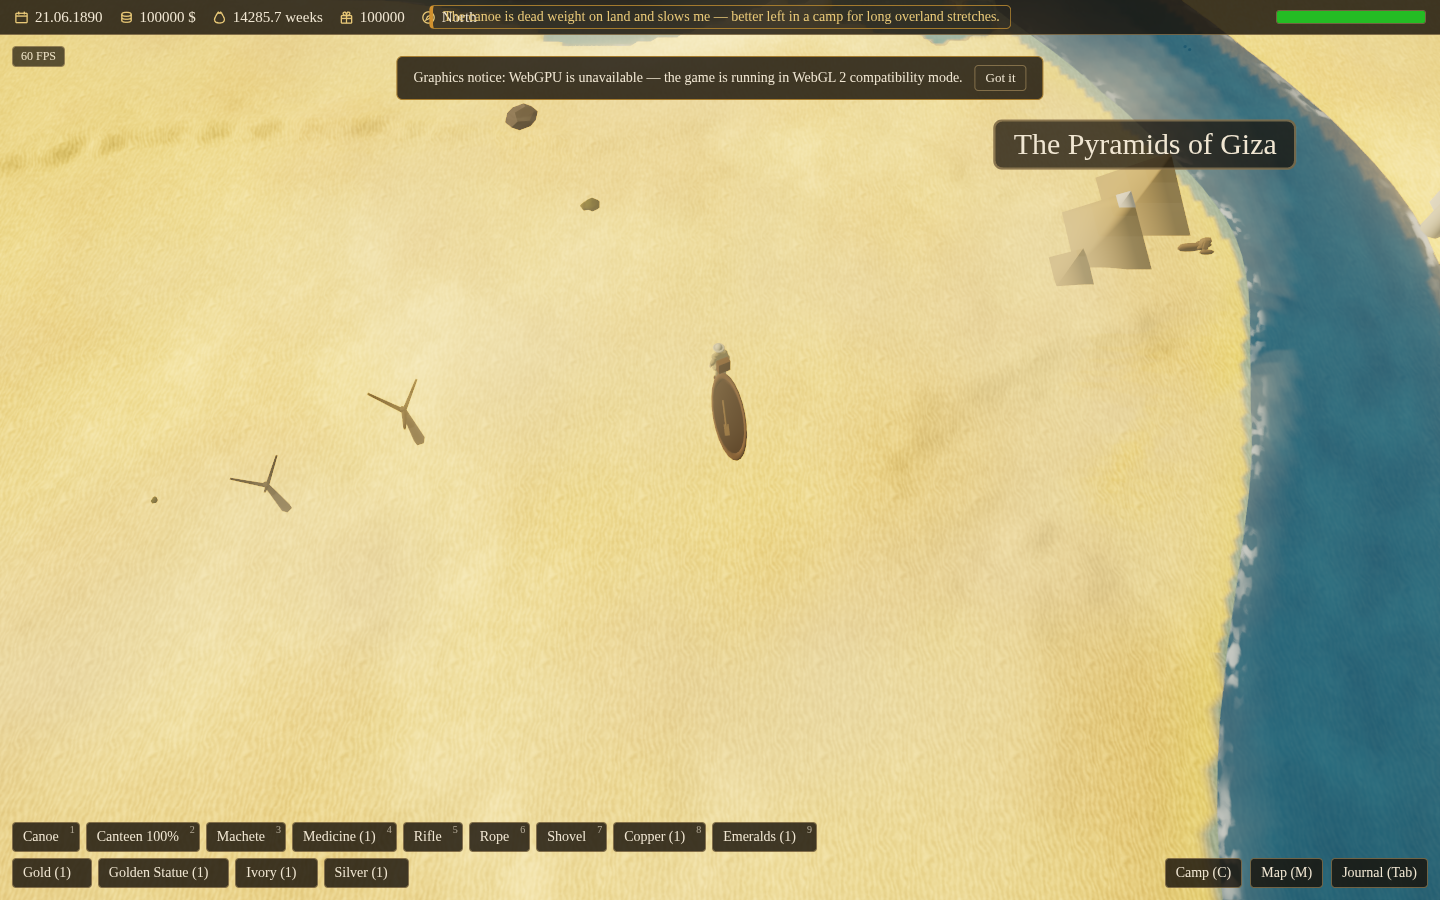 21.06.1890 100000 $ 14285.7 weeks 100000 North
The canoe is dead weight on land and slows me — better left in a camp for long overland stretches.
60 FPS
Graphics notice: WebGPU is unavailable — the game is running in WebGL 2 compatibility mode. Got it
The Pyramids of Giza
Canoe 1 Canteen 100% 2 Machete 3 Medicine (1) 4 Rifle 5 Rope 6 Shovel 7 Copper (1) 8 Emeralds (1) 9
Gold (1) Golden Statue (1) Ivory (1) Silver (1) Camp (C) Map (M) Journal (Tab)